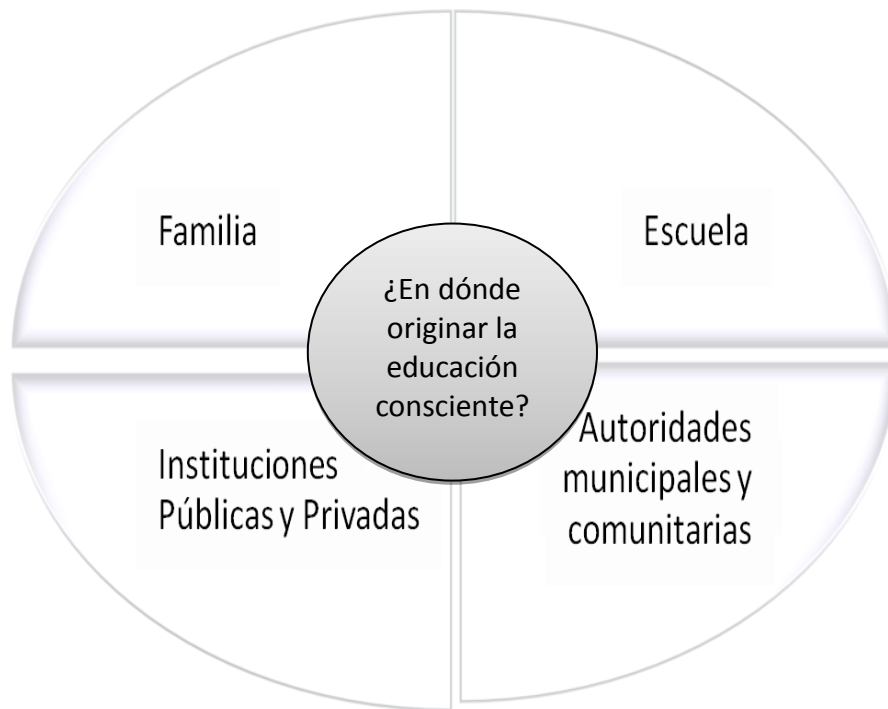 Familia
Escuela
¿En dónde
originar la
educación
consciente?
Instituciones
Públicas y Privadas
Autoridades
municipales y
comunitarias